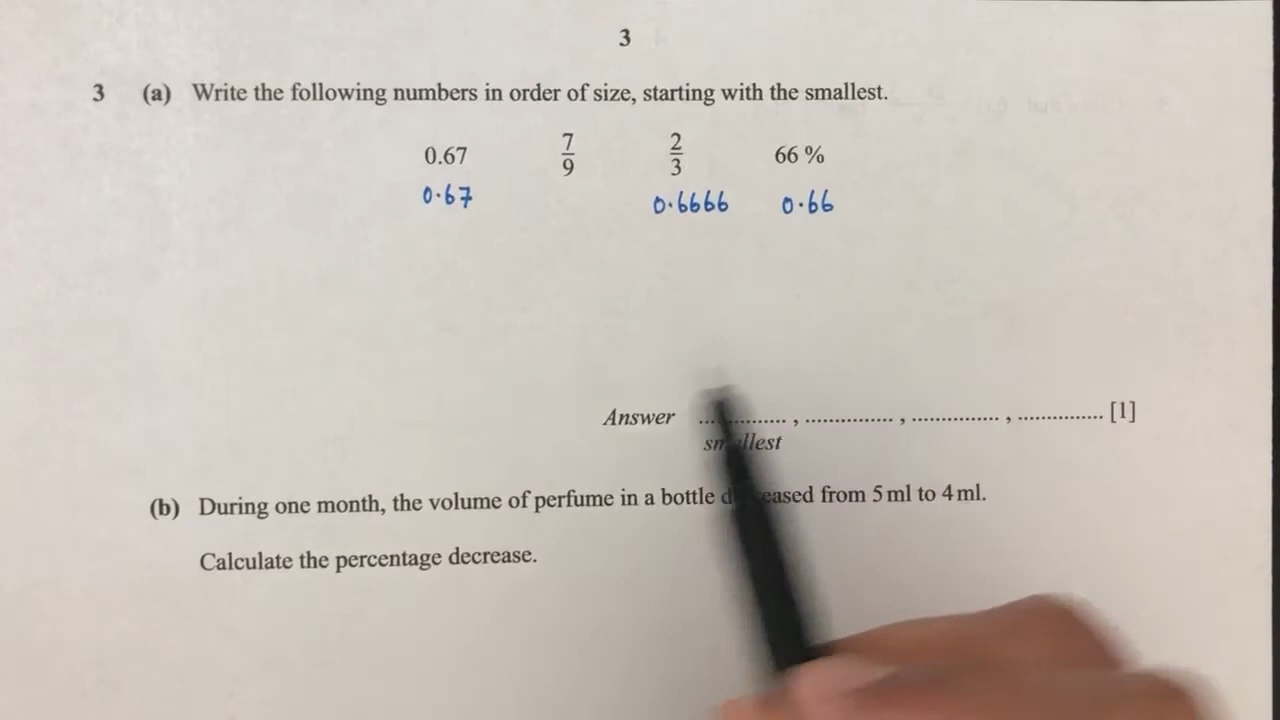 3
3 (a) Write the following numbers in order of size, starting with the smallest.
0.67 7/9 2/3 66 %
0.67 0.6666 0.66
Answer .............. , ............... , ............... , ............... [1]
(b) During one month, the volume of perfume in a bottle from 5 ml to 4 ml.
Calculate the percentage decrease.